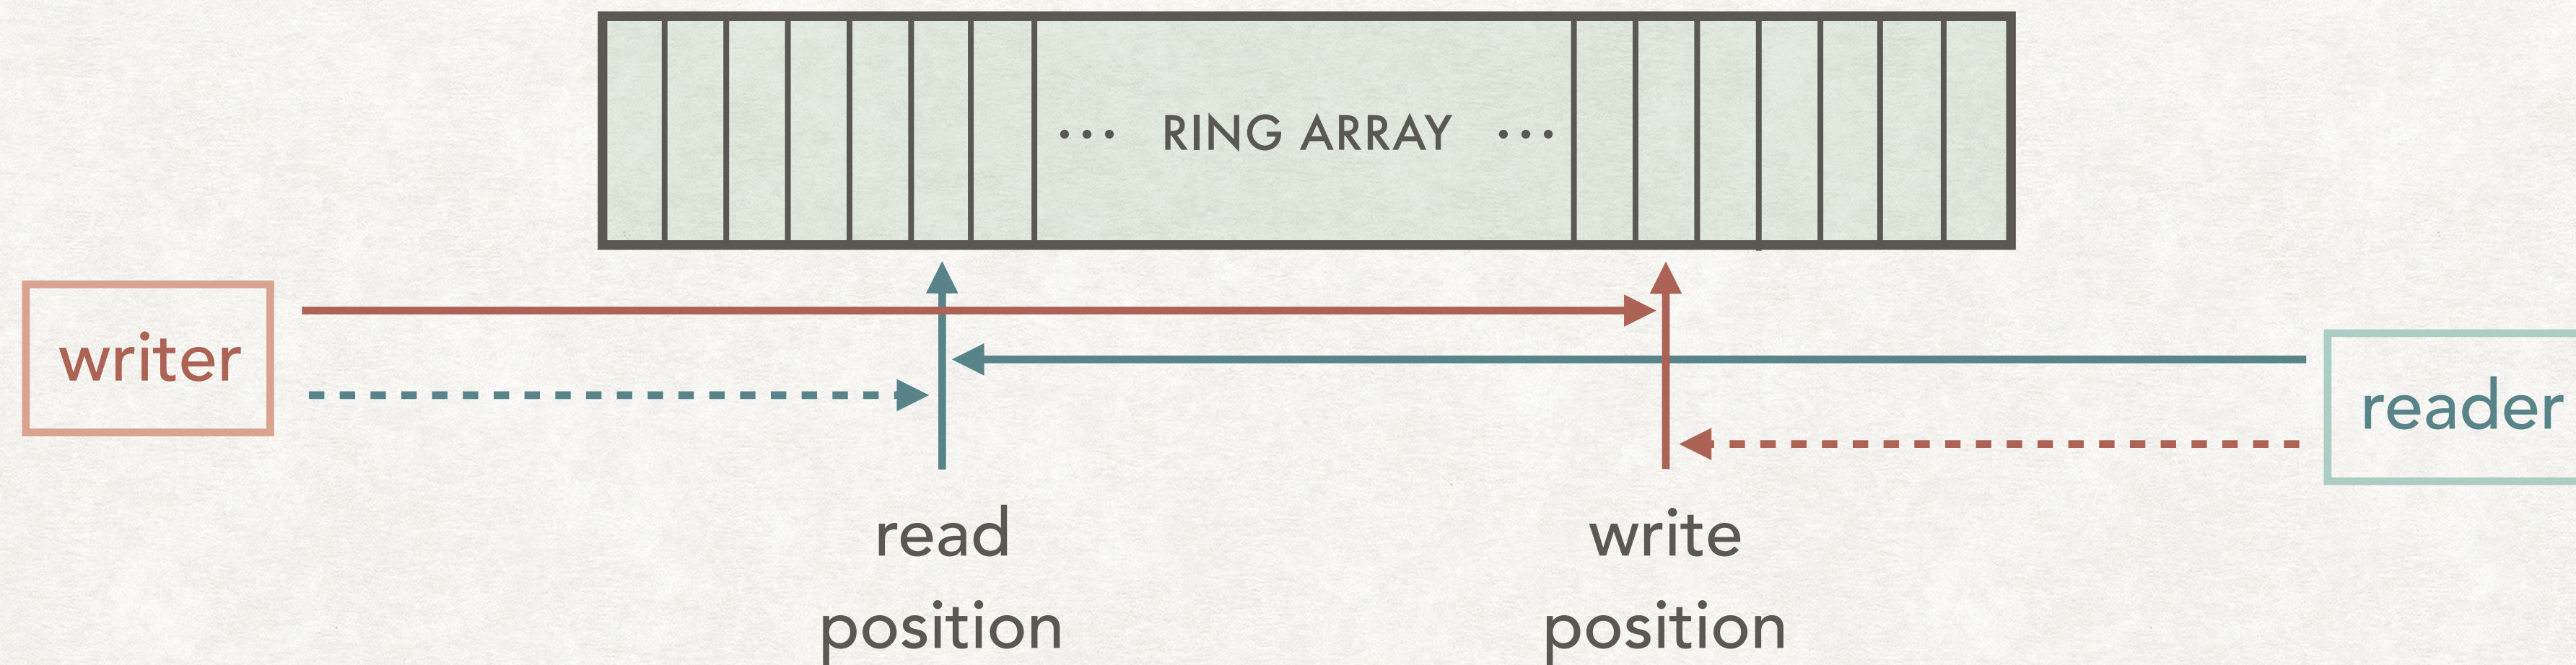 ··· RING ARRAY ···
writer
reader
read
position
write
position